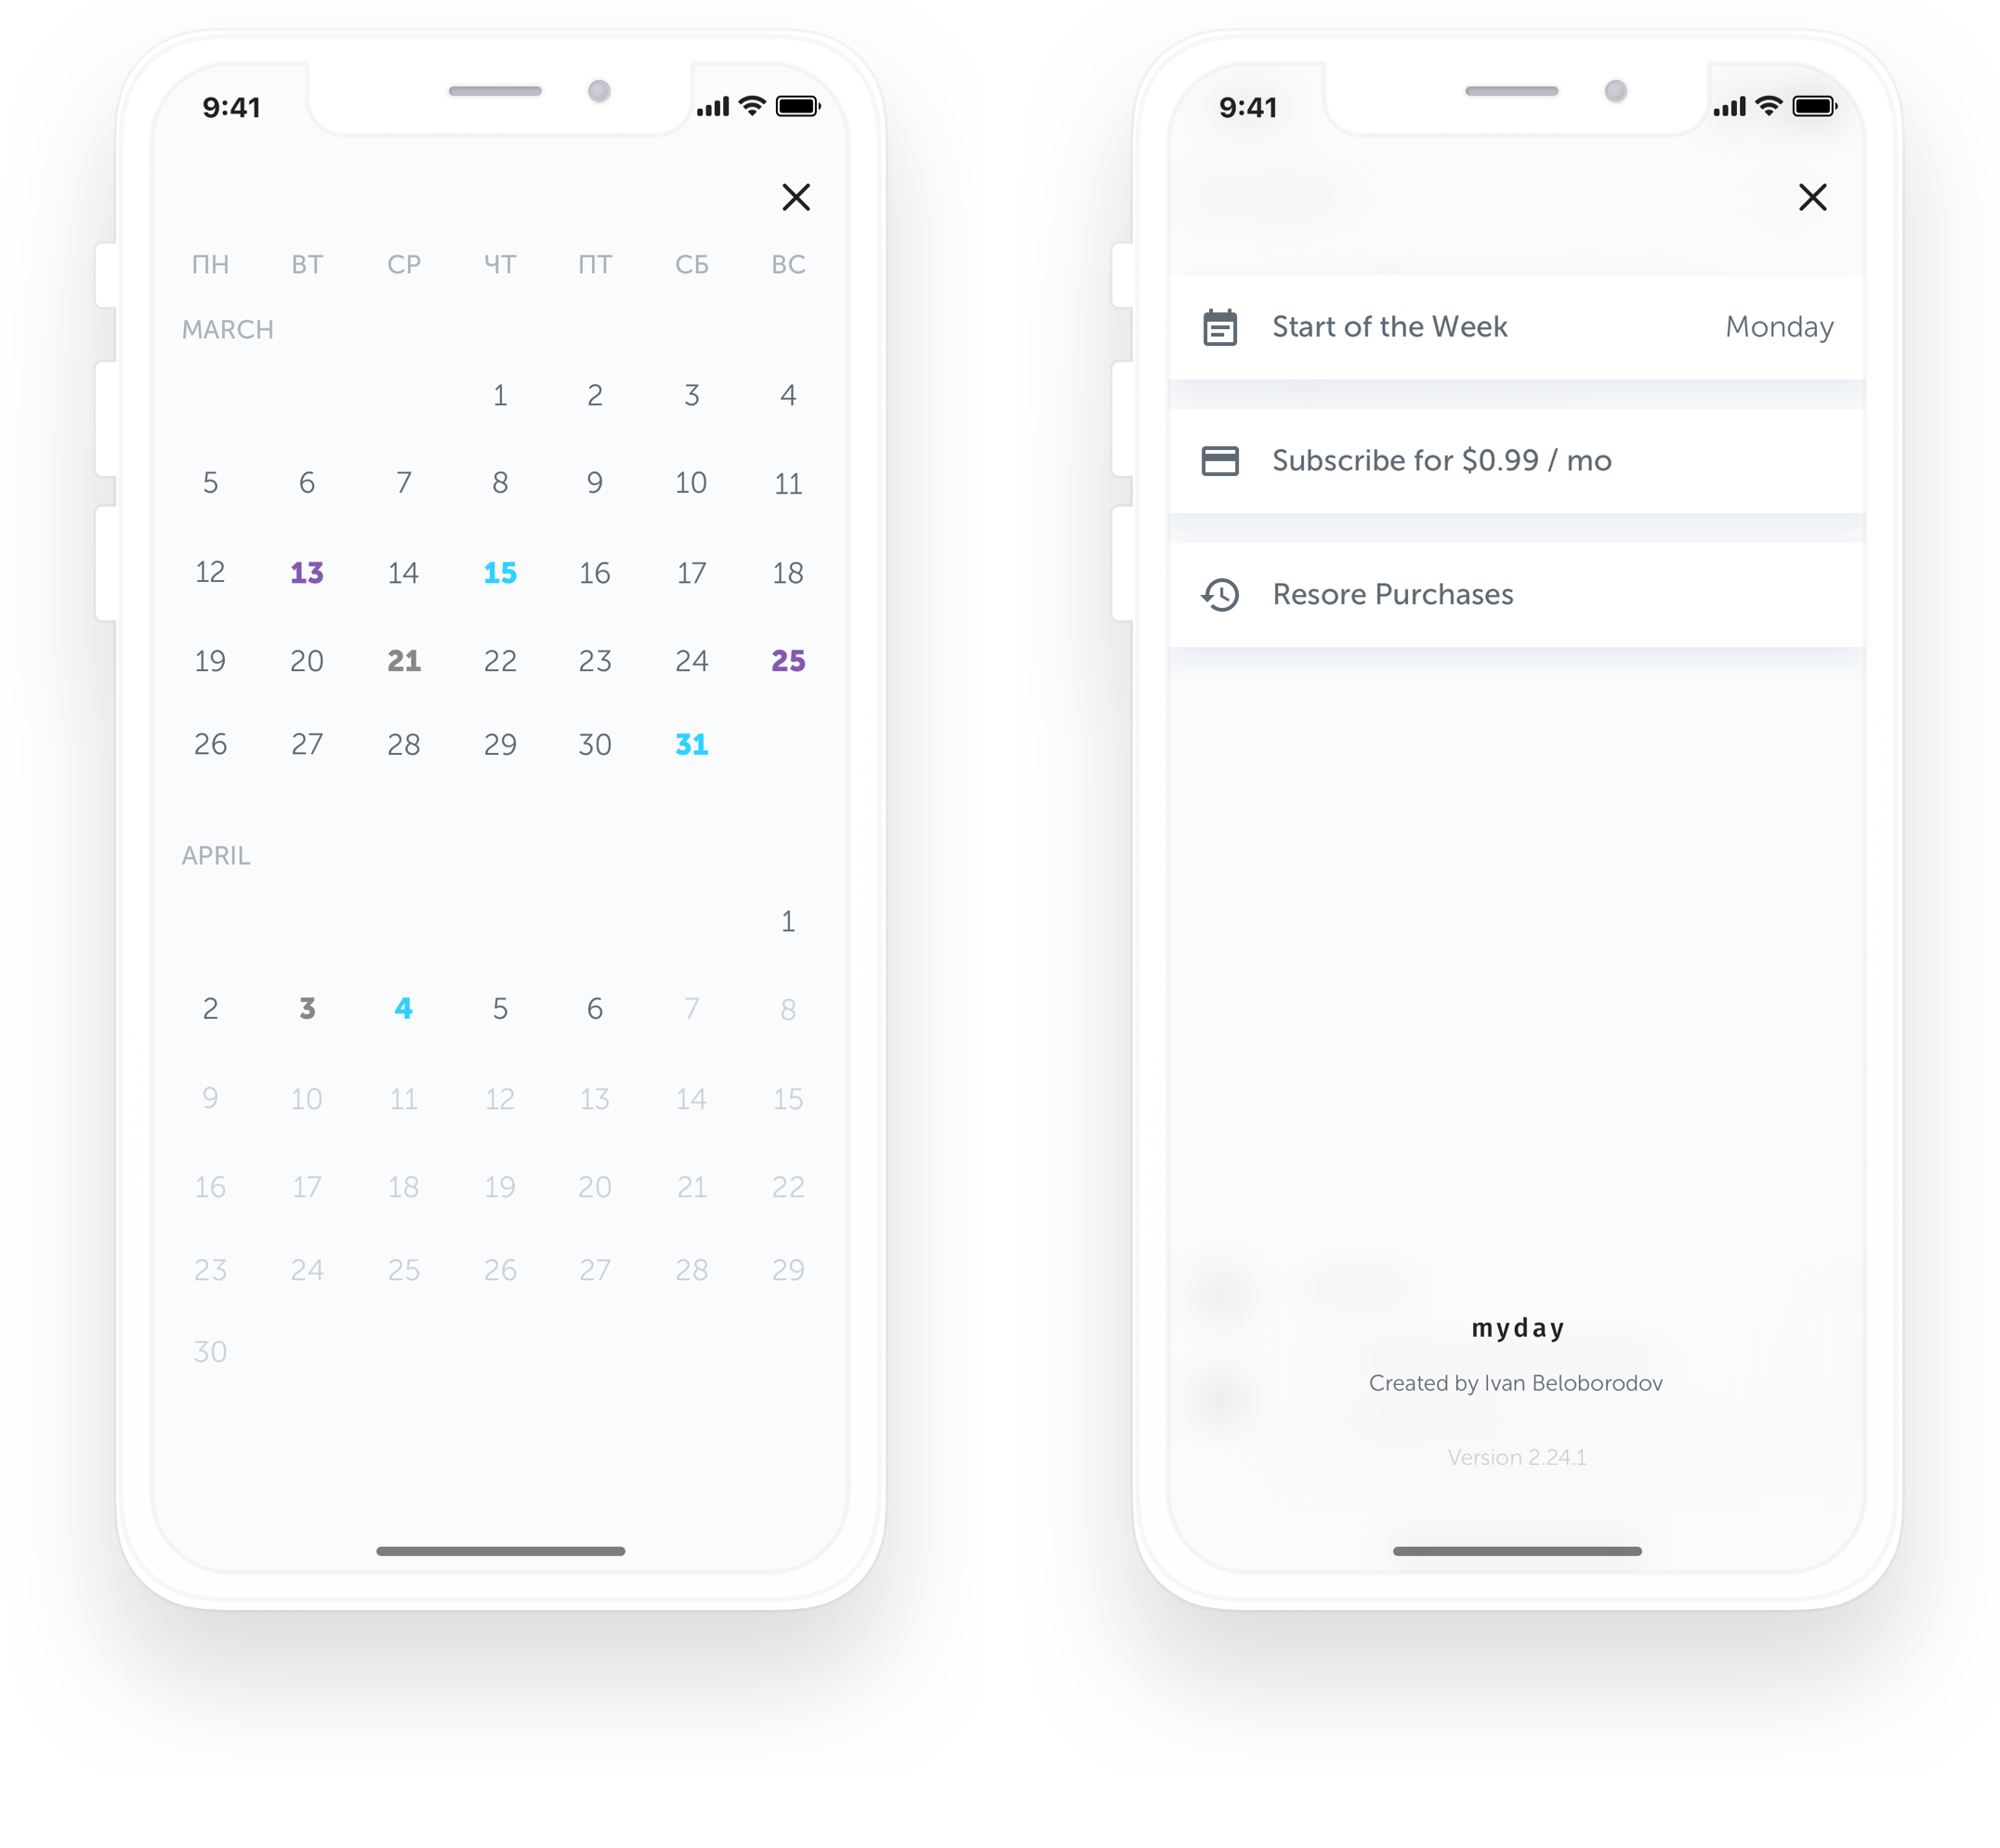 9:41
ПН ВТ СР ЧТ ПТ СБ ВС
MARCH
1 2 3 4
5 6 7 8 9 10 11
12 13 14 15 16 17 18
19 20 21 22 23 24 25
26 27 28 29 30 31
APRIL
1
2 3 4 5 6 7 8
9 10 11 12 13 14 15
16 17 18 19 20 21 22
23 24 25 26 27 28 29
30
9:41
Start of the Week Monday
Subscribe for $0.99 / mo
Resore Purchases
myday
Created by Ivan Beloborodov
Version 2.24.1